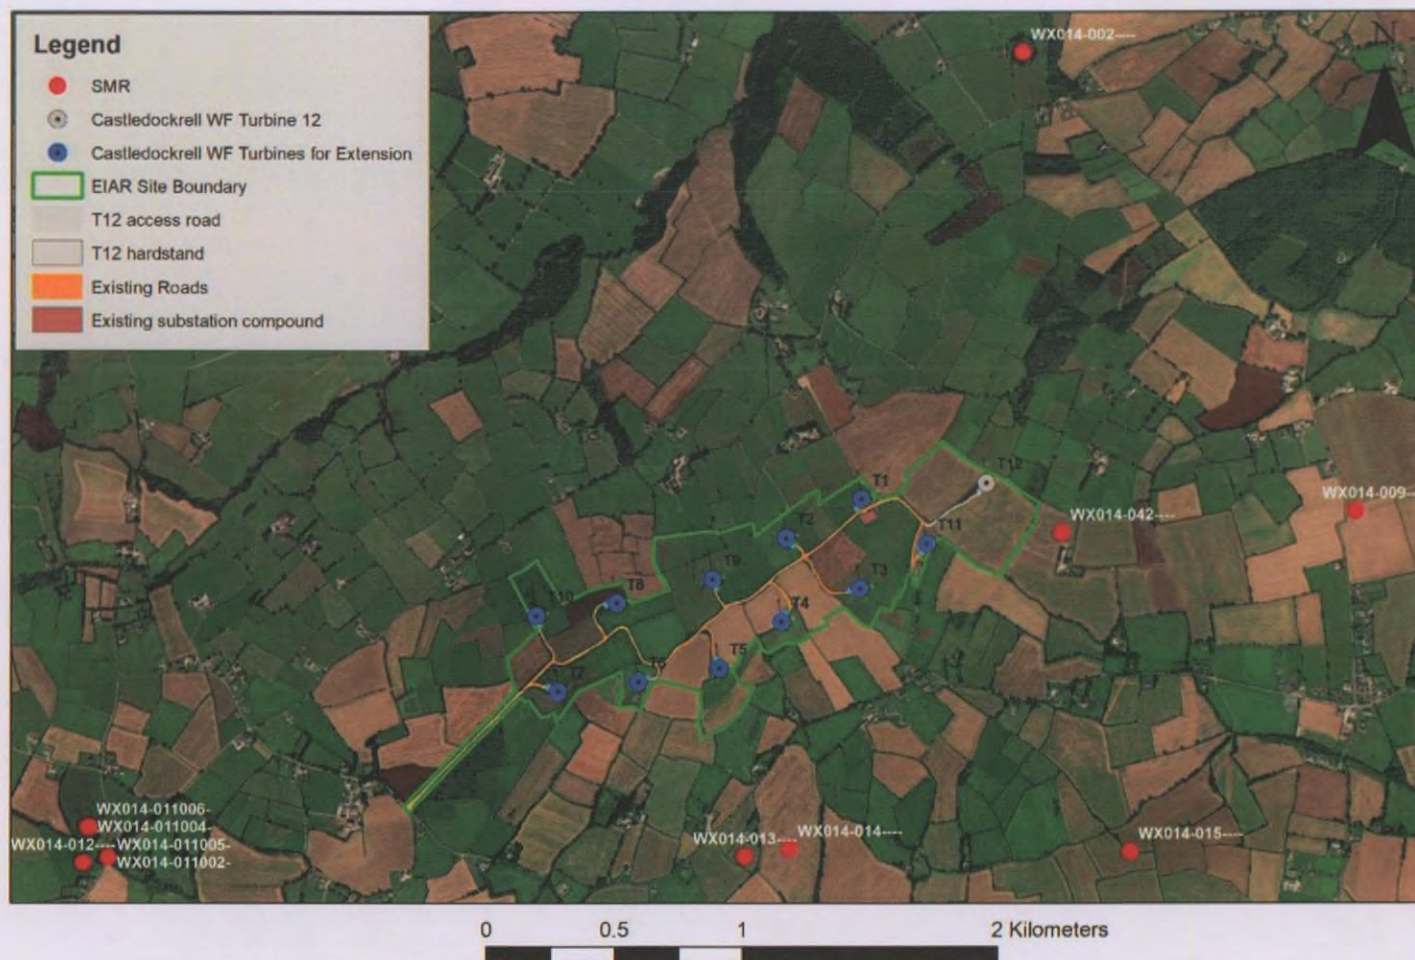 Legend
SMR
Castledockrell WF Turbine 12
Castledockrell WF Turbines for Extension
EIAR Site Boundary
T12 access road
T12 hardstand
Existing Roads
Existing substation compound
WX014-002----
N
WX014-009--
T12
T1
WX014-042----
T11
T2
T9
T3
T8
T10
T4
T5
T6
T7
WX014-011006-
WX014-011004-
WX014-012----WX014-011005-
WX014-011002-
WX014-013----
WX014-014----
WX014-015----
0 0.5 1 2 Kilometers